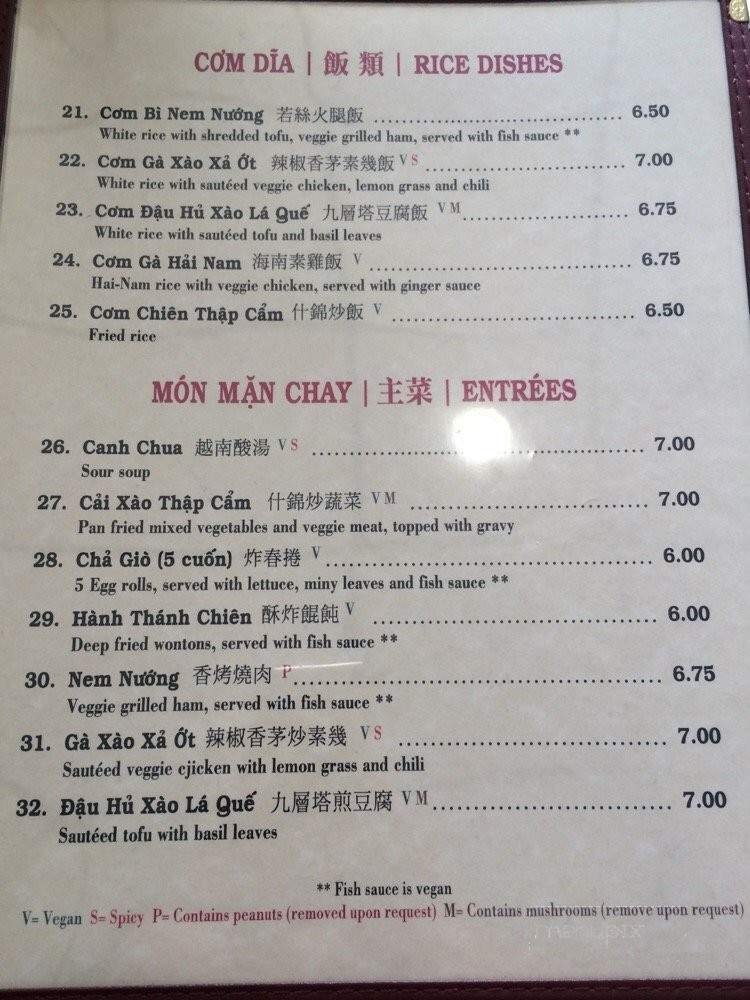 CƠM DĨA | 飯 類 | RICE DISHES
21. Cơm Bì Nem Nướng 若絲火腿飯 ........ 6.50
White rice with shredded tofu, veggie grilled ham, served with fish sauce **
22. Cơm Gà Xào Xả Ớt 辣椒香茅素幾飯 V S ........ 7.00
White rice with sautéed veggie chicken, lemon grass and chili
23. Cơm Đậu Hủ Xào Lá Quế 九層塔豆腐飯 V M ........ 6.75
White rice with sautéed tofu and basil leaves
24. Cơm Gà Hải Nam 海南素雞飯 V ........ 6.75
Hai-Nam rice with veggie chicken, served with ginger sauce
25. Cơm Chiên Thập Cẩm 什錦炒飯 V ........ 6.50
Fried rice
MÓN MẶN CHAY | 主菜 | ENTRÉES
26. Canh Chua 越南酸湯 V S ........ 7.00
Sour soup
27. Cải Xào Thập Cẩm 什錦炒蔬菜 V M ........ 7.00
Pan fried mixed vegetables and veggie meat, topped with gravy
28. Chả Giò (5 cuốn) 炸春捲 V ........ 6.00
5 Egg rolls, served with lettuce, miny leaves and fish sauce **
29. Hành Thánh Chiên 酥炸餛飩 V ........ 6.00
Deep fried wontons, served with fish sauce **
30. Nem Nướng 香烤燒肉 P ........ 6.75
Veggie grilled ham, served with fish sauce **
31. Gà Xào Xả Ớt 辣椒香茅炒素幾 V S ........ 7.00
Sautéed veggie cjicken with lemon grass and chili
32. Đậu Hủ Xào Lá Quế 九層塔煎豆腐 V M ........ 7.00
Sautéed tofu with basil leaves
** Fish sauce is vegan
V= Vegan S= Spicy P= Contains peanuts (removed upon request) M= Contains mushrooms (remove upon request)
menupix